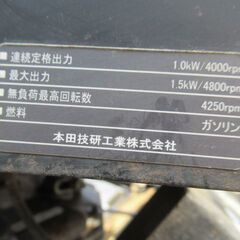 ■連続定格出力 1.0kW/4000rpm
■最大出力 1.5kW/4800rpm
■無負荷最高回転数 4250rpm
■燃料 ガソリン
本田技研工業株式会社